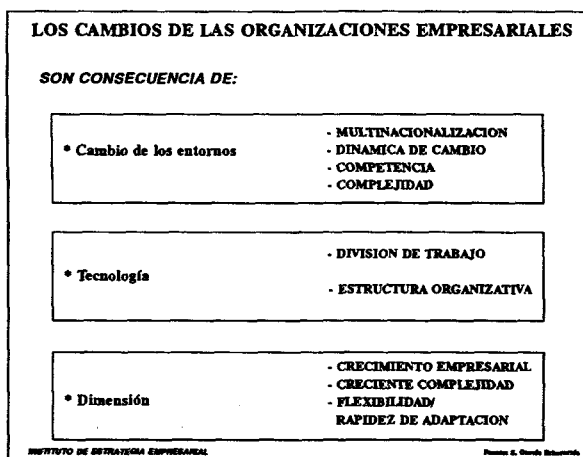 LOS CAMBIOS DE LAS ORGANIZACIONES EMPRESARIALES
SON CONSECUENCIA DE:
* Cambio de los entornos
- MULTINACIONALIZACION
- DINAMICA DE CAMBIO
- COMPETENCIA
- COMPLEJIDAD
* Tecnología
- DIVISION DE TRABAJO
- ESTRUCTURA ORGANIZATIVA
* Dimensión
- CRECIMIENTO EMPRESARIAL
- CRECIENTE COMPLEJIDAD
- FLEXIBILIDAD/
RAPIDEZ DE ADAPTACION
INSTITUTO DE ESTRATEGIA EMPRESARIAL